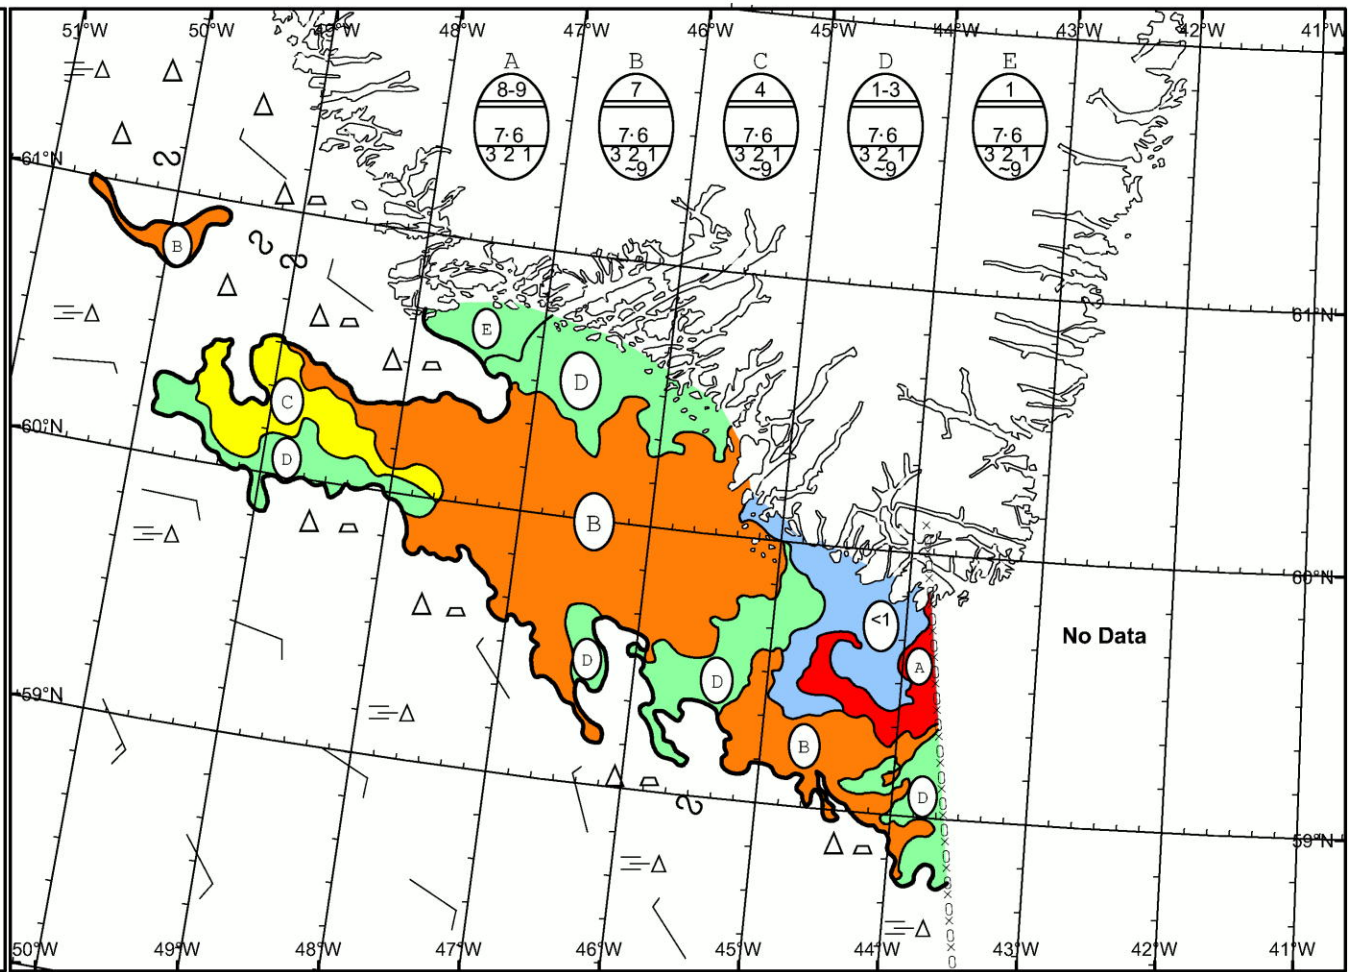 51°W 50°W 49°W 48°W 47°W 46°W 45°W 44°W 43°W 42°W 41°W
A B C D E
8-9 7 4 1-3 1
7·6 7·6 7·6 7·6 7·6
3 2 1 3 2 1 3 2 1 3 2 1 3 2 1
~9 ~9 ~9 ~9
61°N
B
61°N
E
D
C
60°N
D
B
60°N
<1
No Data
D
A
D
59°N
B
D
59°N
50°W 49°W 48°W 47°W 46°W 45°W 44°W 43°W 42°W 41°W